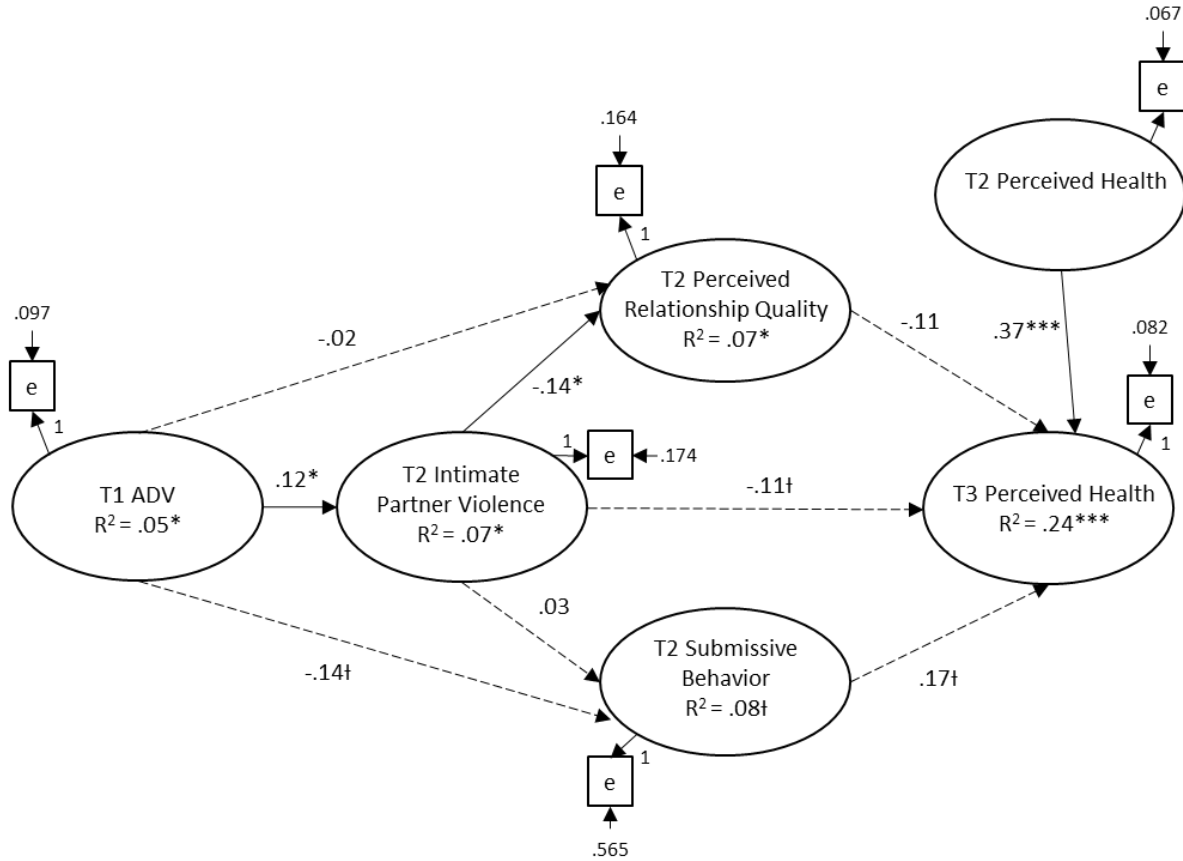 .067
e
T2 Perceived Health
.164
e
1
T2 Perceived
Relationship Quality
R² = .07*
-.02
-.14*
-.11
.37***
.082
e
1
.097
e
1
T1 ADV
R² = .05*
.12*
T2 Intimate
Partner Violence
R² = .07*
1
e
.174
-.11ƚ
T3 Perceived Health
R² = .24***
.03
-.14ƚ
T2 Submissive
Behavior
R² = .08ƚ
.17ƚ
1
e
.565